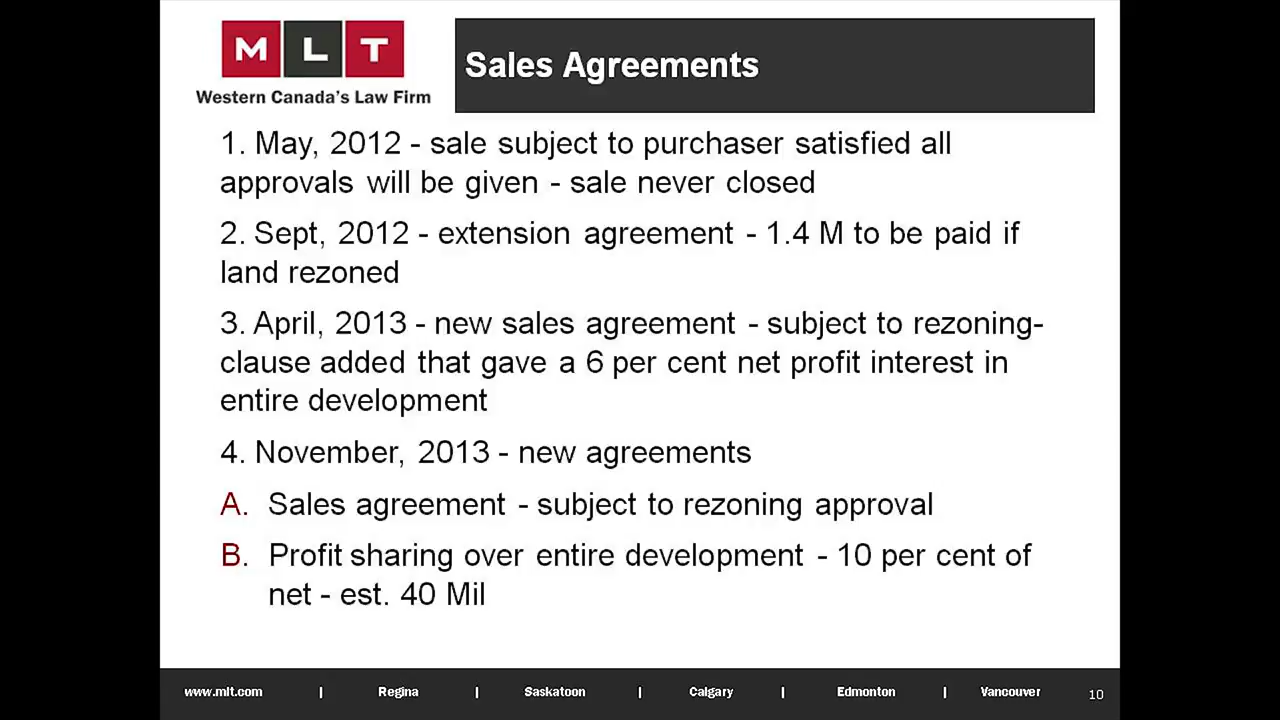 M L T
Western Canada's Law Firm
Sales Agreements
1. May, 2012 - sale subject to purchaser satisfied all
approvals will be given - sale never closed
2. Sept, 2012 - extension agreement - 1.4 M to be paid if
land rezoned
3. April, 2013 - new sales agreement - subject to rezoning-
clause added that gave a 6 per cent net profit interest in
entire development
4. November, 2013 - new agreements
A. Sales agreement - subject to rezoning approval
B. Profit sharing over entire development - 10 per cent of
net - est. 40 Mil
www.mlt.com | Regina | Saskatoon | Calgary | Edmonton | Vancouver 10